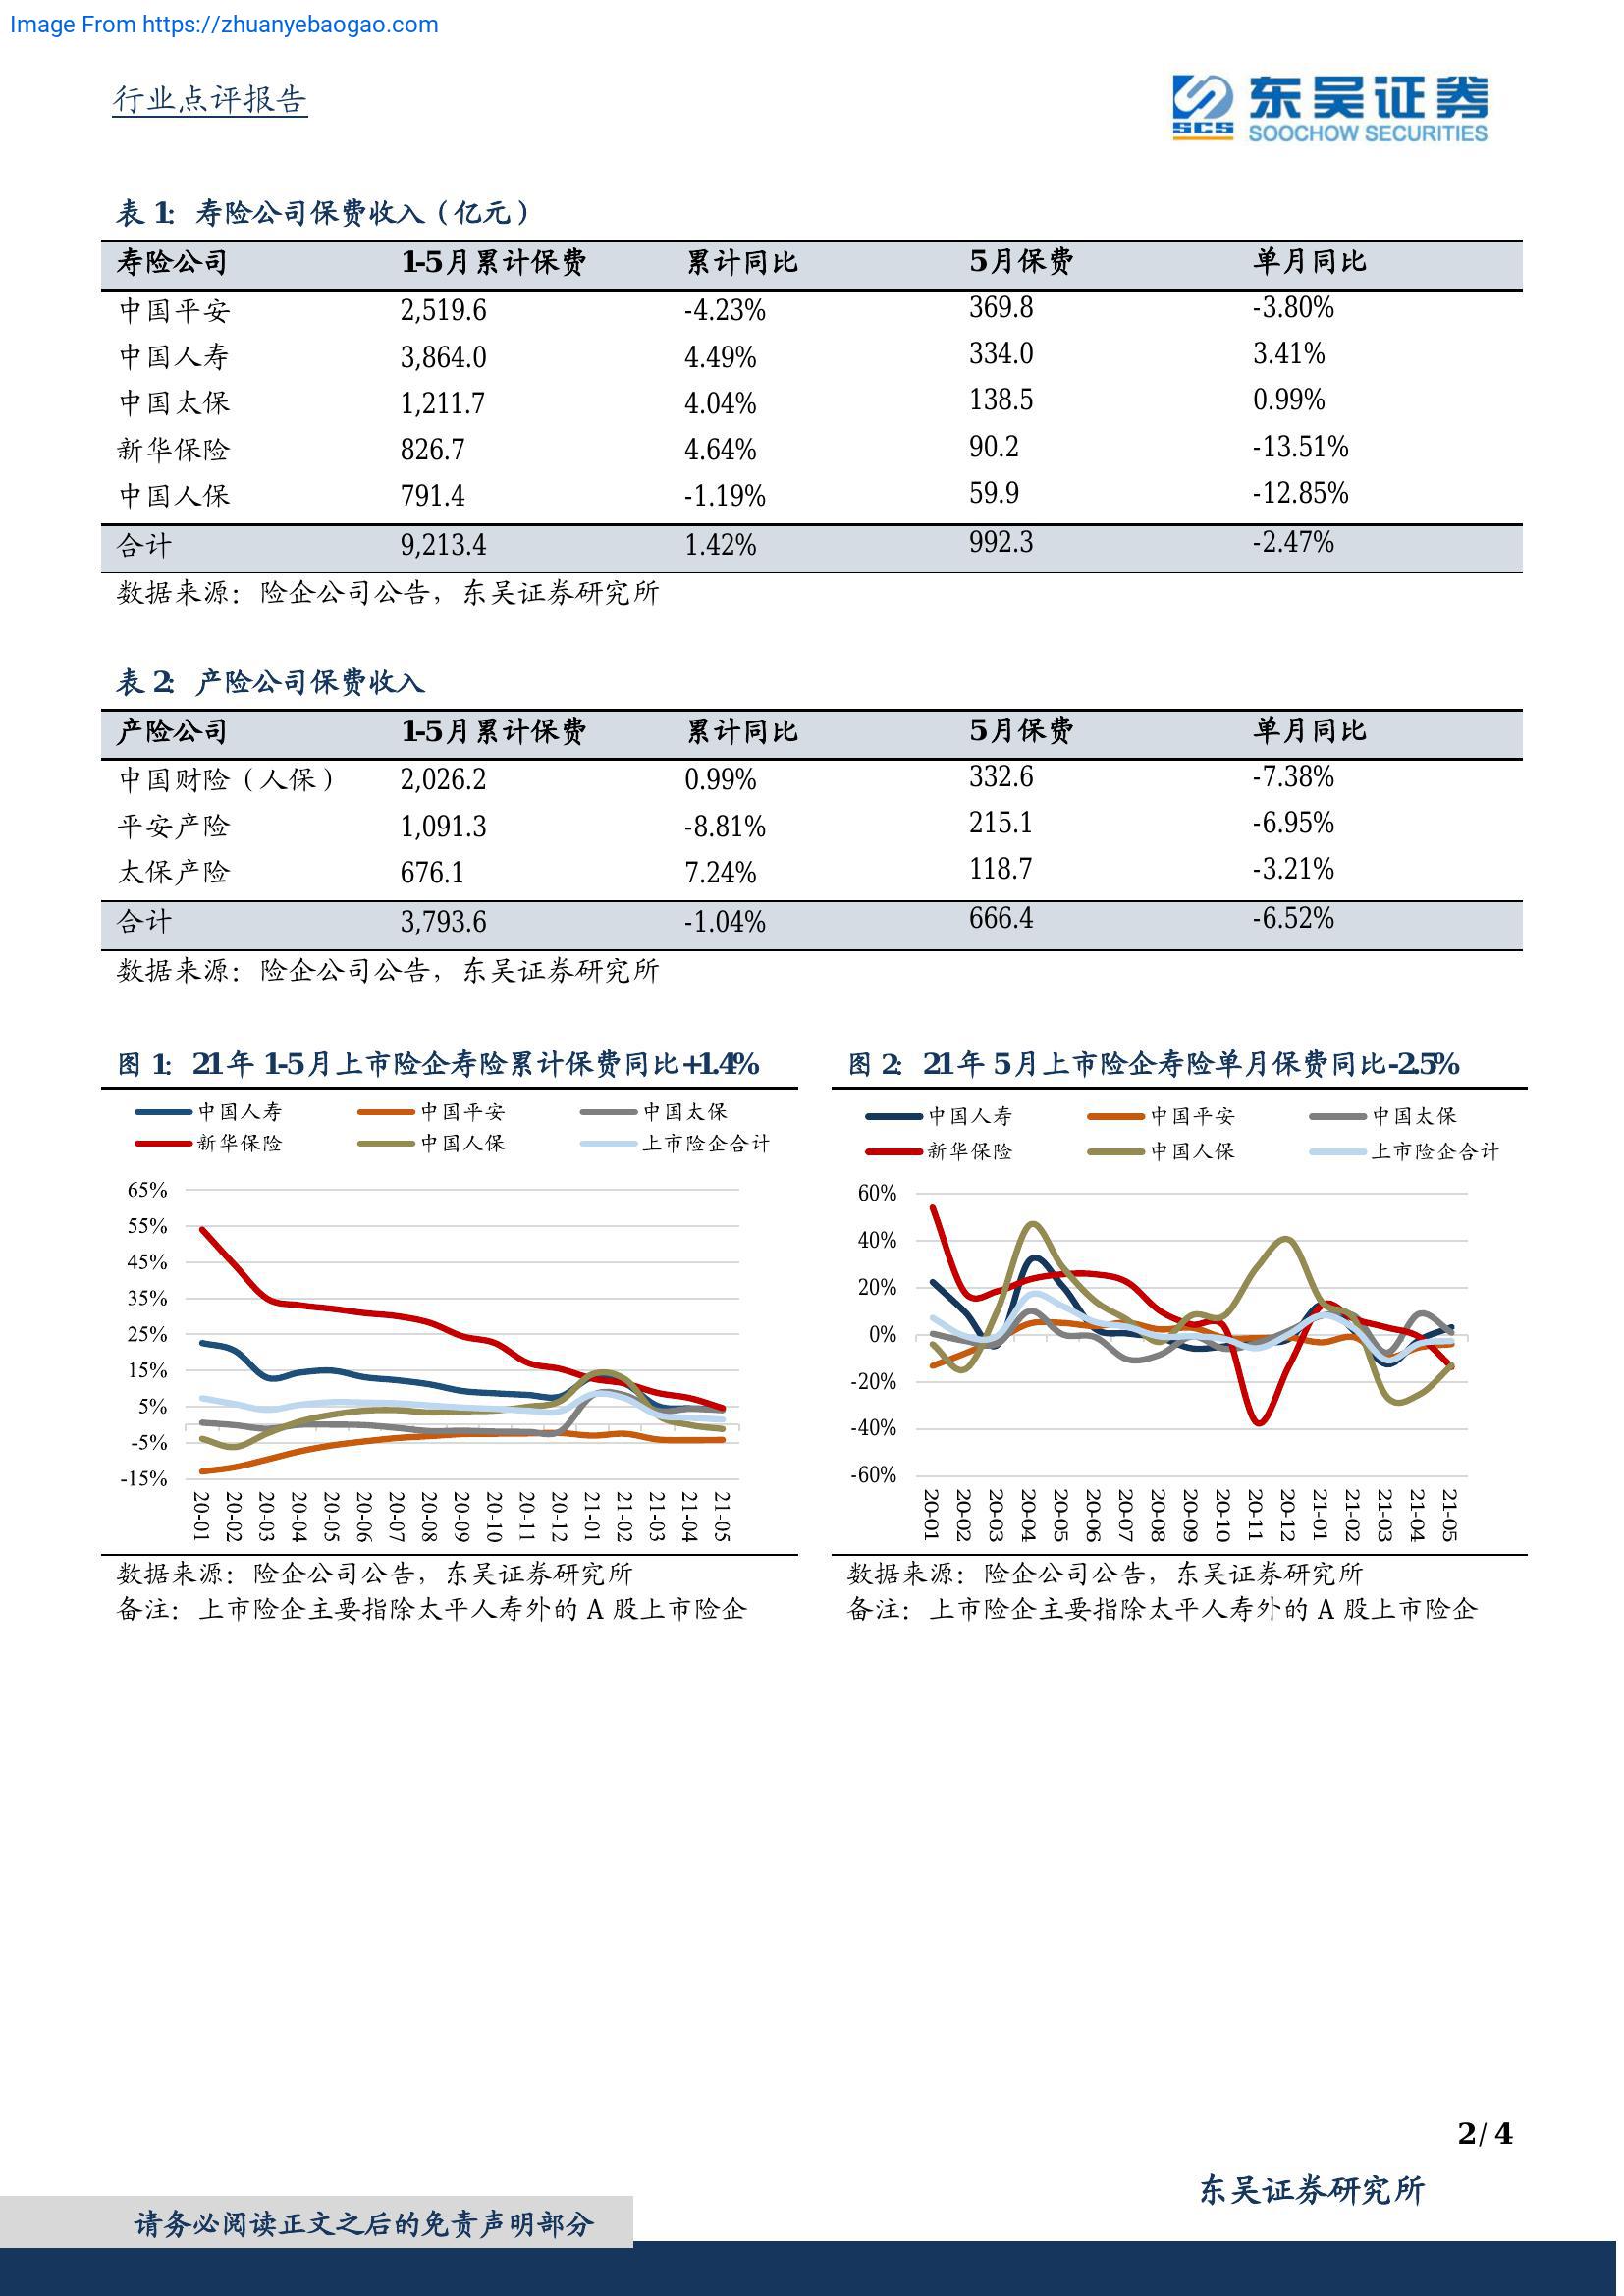 Image From https://zhuanyebaogao.com
行业点评报告
SCS 东吴证券
SOOCHOW SECURITIES
表 1: 寿险公司保费收入（亿元）
寿险公司 1-5月累计保费 累计同比 5月保费 单月同比
中国平安 2,519.6 -4.23% 369.8 -3.80%
中国人寿 3,864.0 4.49% 334.0 3.41%
中国太保 1,211.7 4.04% 138.5 0.99%
新华保险 826.7 4.64% 90.2 -13.51%
中国人保 791.4 -1.19% 59.9 -12.85%
合计 9,213.4 1.42% 992.3 -2.47%
数据来源：险企公司公告，东吴证券研究所
表 2: 产险公司保费收入
产险公司 1-5月累计保费 累计同比 5月保费 单月同比
中国财险（人保） 2,026.2 0.99% 332.6 -7.38%
平安产险 1,091.3 -8.81% 215.1 -6.95%
太保产险 676.1 7.24% 118.7 -3.21%
合计 3,793.6 -1.04% 666.4 -6.52%
数据来源：险企公司公告，东吴证券研究所
图 1: 21年 1-5月上市险企寿险累计保费同比+1.4%
中国人寿 中国平安 中国太保
新华保险 中国人保 上市险企合计
65%
55%
45%
35%
25%
15%
5%
-5%
-15%
20-01 20-02 20-03 20-04 20-05 20-06 20-07 20-08 20-09 20-10 20-11 20-12 21-01 21-02 21-03 21-04 21-05
数据来源：险企公司公告，东吴证券研究所
备注：上市险企主要指除太平人寿外的 A 股上市险企
图 2: 21年 5月上市险企寿险单月保费同比-2.5%
中国人寿 中国平安 中国太保
新华保险 中国人保 上市险企合计
60%
40%
20%
0%
-20%
-40%
-60%
20-01 20-02 20-03 20-04 20-05 20-06 20-07 20-08 20-09 20-10 20-11 20-12 21-01 21-02 21-03 21-04 21-05
数据来源：险企公司公告，东吴证券研究所
备注：上市险企主要指除太平人寿外的 A 股上市险企
2 / 4
东吴证券研究所
请务必阅读正文之后的免责声明部分